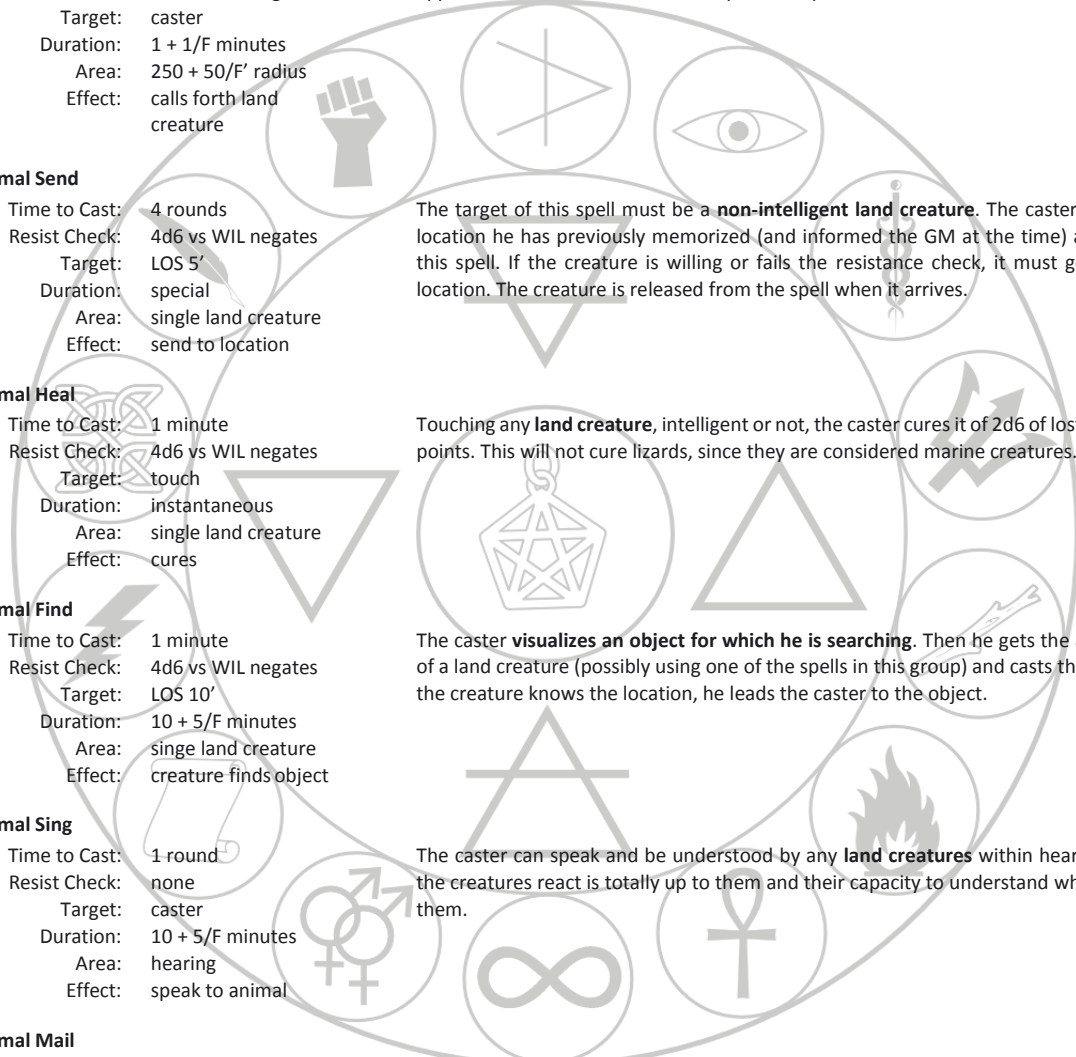 Target: caster
Duration: 1 + 1/F minutes
Area: 250 + 50/F’ radius
Effect: calls forth land
creature
mal Send
Time to Cast: 4 rounds
Resist Check: 4d6 vs WIL negates
Target: LOS 5’
Duration: special
Area: single land creature
Effect: send to location
The target of this spell must be a non-intelligent land creature. The caster
location he has previously memorized (and informed the GM at the time) a
this spell. If the creature is willing or fails the resistance check, it must g
location. The creature is released from the spell when it arrives.
mal Heal
Time to Cast: 1 minute
Resist Check: 4d6 vs WIL negates
Target: touch
Duration: instantaneous
Area: single land creature
Effect: cures
Touching any land creature, intelligent or not, the caster cures it of 2d6 of los
points. This will not cure lizards, since they are considered marine creatures.
mal Find
Time to Cast: 1 minute
Resist Check: 4d6 vs WIL negates
Target: LOS 10’
Duration: 10 + 5/F minutes
Area: singe land creature
Effect: creature finds object
The caster visualizes an object for which he is searching. Then he gets the
of a land creature (possibly using one of the spells in this group) and casts th
the creature knows the location, he leads the caster to the object.
mal Sing
Time to Cast: 1 round
Resist Check: none
Target: caster
Duration: 10 + 5/F minutes
Area: hearing
Effect: speak to animal
The caster can speak and be understood by any land creatures within hear
the creatures react is totally up to them and their capacity to understand wh
them.
mal Mail